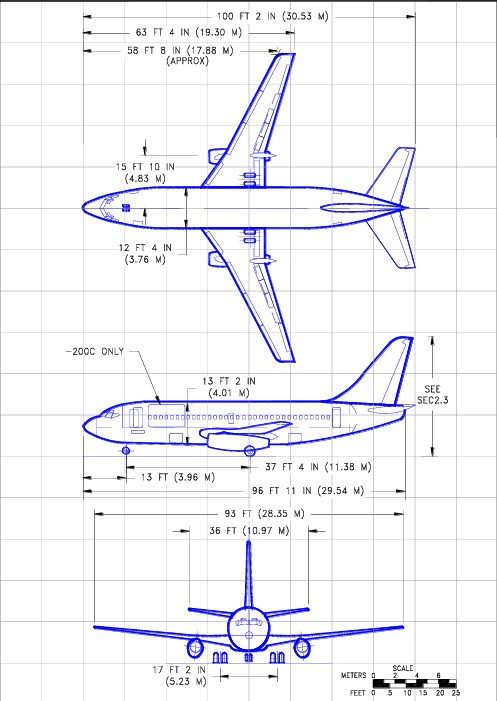 100 FT 2 IN (30.53 M)
63 FT 4 IN (19.30 M)
58 FT 8 IN (17.88 M)
(APPROX)
15 FT 10 IN
(4.83 M)
12 FT 4 IN
(3.76 M)
-200C ONLY
13 FT 2 IN
(4.01 M)
SEE
SEC2.3
37 FT 4 IN (11.38 M)
13 FT (3.96 M)
96 FT 11 IN (29.54 M)
93 FT (28.35 M)
36 FT (10.97 M)
17 FT 2 IN
(5.23 M)
SCALE
METERS 0 2 4 6
FEET 0 5 10 15 20 25